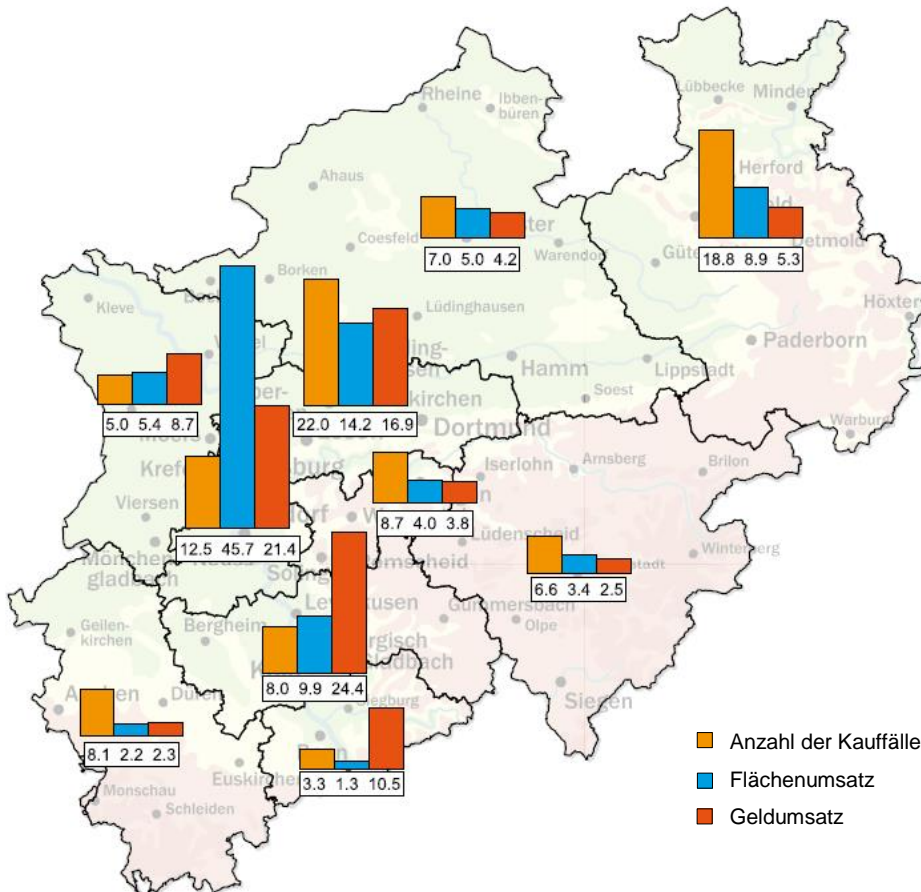 Rheine
Ibben-
büren
Lübbecke
Minden
Herford
Ahaus
Coesfeld
Warendorf
Detmold
7.0 5.0 4.2
18.8 8.9 5.3
Borken
Kleve
Lüdinghausen
Höxter
Paderborn
Hamm
Lippstadt
Soest
5.0 5.4 8.7
22.0 14.2 16.9
Dortmund
Warburg
Iserlohn
Arnsberg
Brilon
Viersen
8.7 4.0 3.8
12.5 45.7 21.4
Lüdenscheid
Winterberg
Mönchen-
gladbach
6.6 3.4 2.5
Gummersbach
Olpe
Geilen-
kirchen
Bergheim
8.0 9.9 24.4
Siegen
Düren
Siegburg
8.1 2.2 2.3
Euskirchen
3.3 1.3 10.5
Monschau
Schleiden
Anzahl der Kauffälle
Flächenumsatz
Geldumsatz